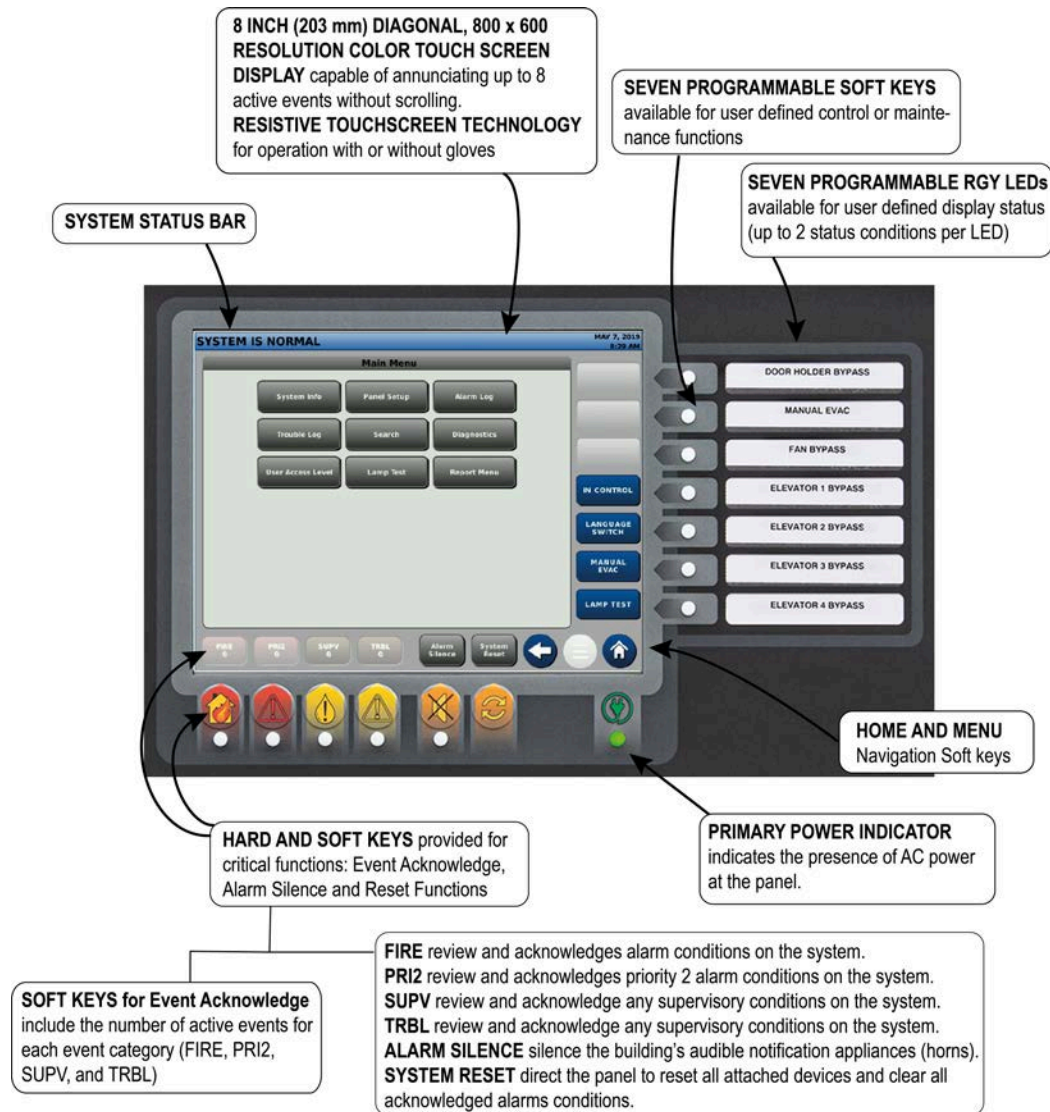 8 INCH (203 mm) DIAGONAL, 800 x 600
RESOLUTION COLOR TOUCH SCREEN
DISPLAY capable of annunciating up to 8
active events without scrolling.
RESISTIVE TOUCHSCREEN TECHNOLOGY
for operation with or without gloves
SEVEN PROGRAMMABLE SOFT KEYS
available for user defined control or mainte-
nance functions
SEVEN PROGRAMMABLE RGY LEDs
available for user defined display status
(up to 2 status conditions per LED)
SYSTEM STATUS BAR
SYSTEM IS NORMAL
MAY 7, 2019
8:39 AM
Main Menu
System Info
Panel Setup
Alarm Log
Trouble Log
Search
Diagnostics
User Access Level
Lamp Test
Report Menu
IN CONTROL
LANGUAGE
SWITCH
MANUAL
EVAC
LAMP TEST
DOOR HOLDER BYPASS
MANUAL EVAC
FAN BYPASS
ELEVATOR 1 BYPASS
ELEVATOR 2 BYPASS
ELEVATOR 3 BYPASS
ELEVATOR 4 BYPASS
FIRE
0
PRI2
0
SUPV
0
TRBL
0
Alarm
Silence
System
Reset
HOME AND MENU
Navigation Soft keys
HARD AND SOFT KEYS provided for
critical functions: Event Acknowledge,
Alarm Silence and Reset Functions
PRIMARY POWER INDICATOR
indicates the presence of AC power
at the panel.
SOFT KEYS for Event Acknowledge
include the number of active events for
each event category (FIRE, PRI2,
SUPV, and TRBL)
FIRE review and acknowledges alarm conditions on the system.
PRI2 review and acknowledges priority 2 alarm conditions on the system.
SUPV review and acknowledge any supervisory conditions on the system.
TRBL review and acknowledge any supervisory conditions on the system.
ALARM SILENCE silence the building's audible notification appliances (horns).
SYSTEM RESET direct the panel to reset all attached devices and clear all
acknowledged alarms conditions.